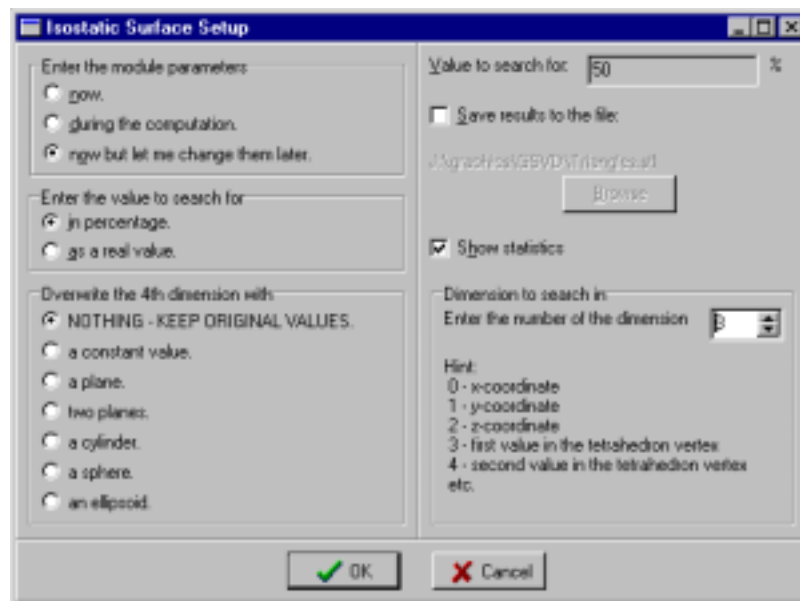 Isostatic Surface Setup
Enter the module parameters
now.
during the computation.
now but let me change them later.
Enter the value to search for
in percentage.
as a real value.
Overwrite the 4th dimension with
NOTHING - KEEP ORIGINAL VALUES.
a constant value.
a plane.
two planes.
a cylinder.
a sphere.
an ellipsoid.
Value to search for: 50 %
Save results to the file:
Browse
Show statistics
Dimension to search in
Enter the number of the dimension 3
Hint:
0 - x-coordinate
1 - y-coordinate
2 - z-coordinate
3 - first value in the tetrahedron vertex
4 - second value in the tetrahedron vertex
etc.
OK
Cancel